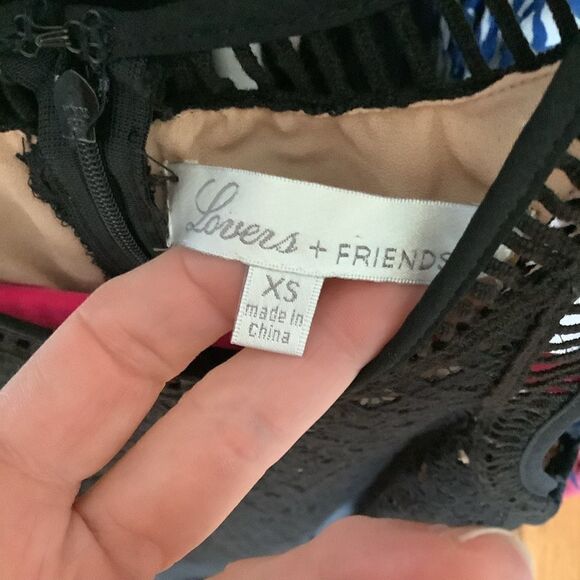 Lovers + FRIENDS
XS
made in
China